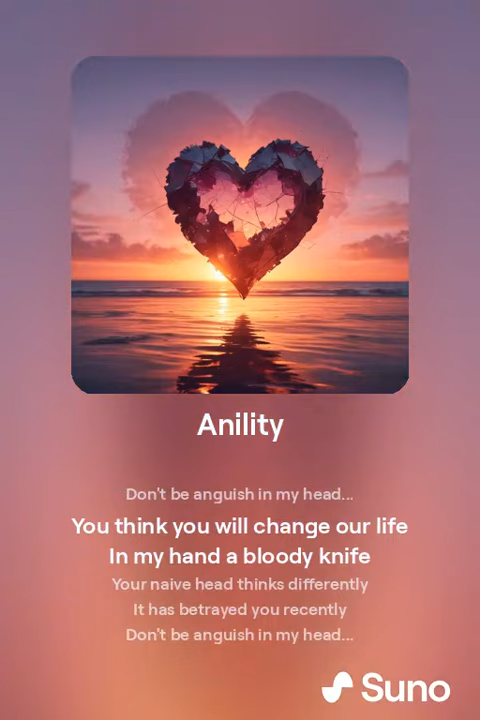 Anility
Don't be anguish in my head...
You think you will change our life
In my hand a bloody knife
Your naive head thinks differently
It has betrayed you recently
Don't be anguish in my head...
Suno